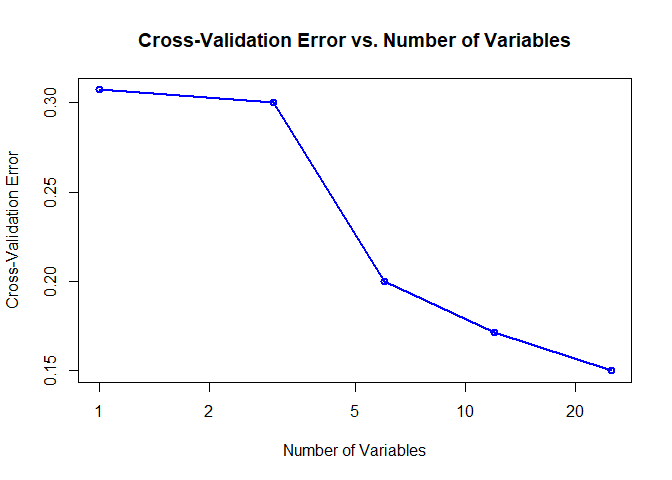 Cross-Validation Error vs. Number of Variables
Cross-Validation Error
0.30
0.25
0.20
0.15
1 2 5 10 20
Number of Variables